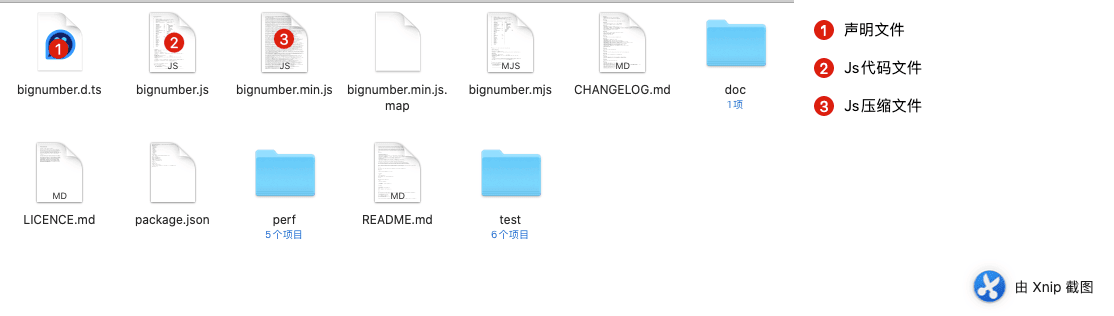 1 声明文件
2 Js代码文件
3 Js压缩文件
1
2
JS
3
JS
MJS
MD
bignumber.d.ts
bignumber.js
bignumber.min.js
bignumber.min.js.
map
bignumber.mjs
CHANGELOG.md
doc
1项
MD
MD
LICENCE.md
package.json
perf
5个项目
README.md
test
6个项目
由 Xnip 截图